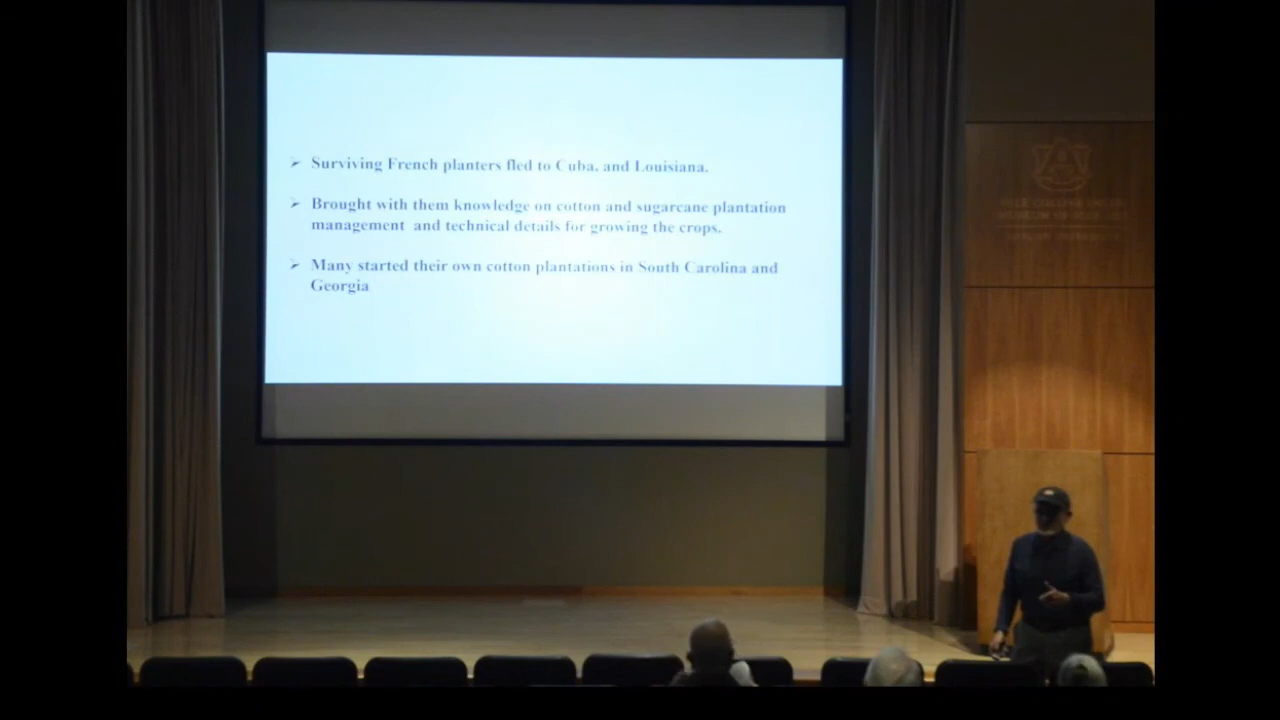 ➢ Surviving French planters fled to Cuba, and Louisiana.
➢ Brought with them knowledge on cotton and sugarcane plantation
management and technical details for growing the crops.
➢ Many started their own cotton plantations in South Carolina and
Georgia